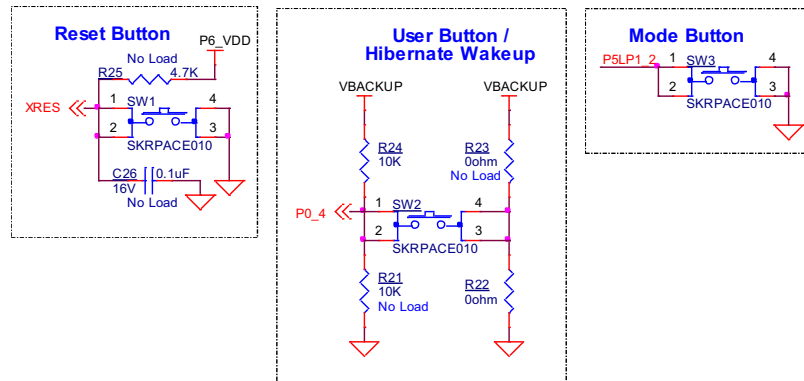 Reset Button
No Load
P6_VDD
R25
4.7K
XRES
1
SW1
4
2
3
SKRPACE010
C26
0.1uF
16V
No Load
User Button /
Hibernate Wakeup
VBACKUP
VBACKUP
R24
10K
R23
0ohm
No Load
P0_4
1
SW2
4
2
3
SKRPACE010
R21
10K
No Load
R22
0ohm
Mode Button
P5LP1_2
1
SW3
4
2
3
SKRPACE010